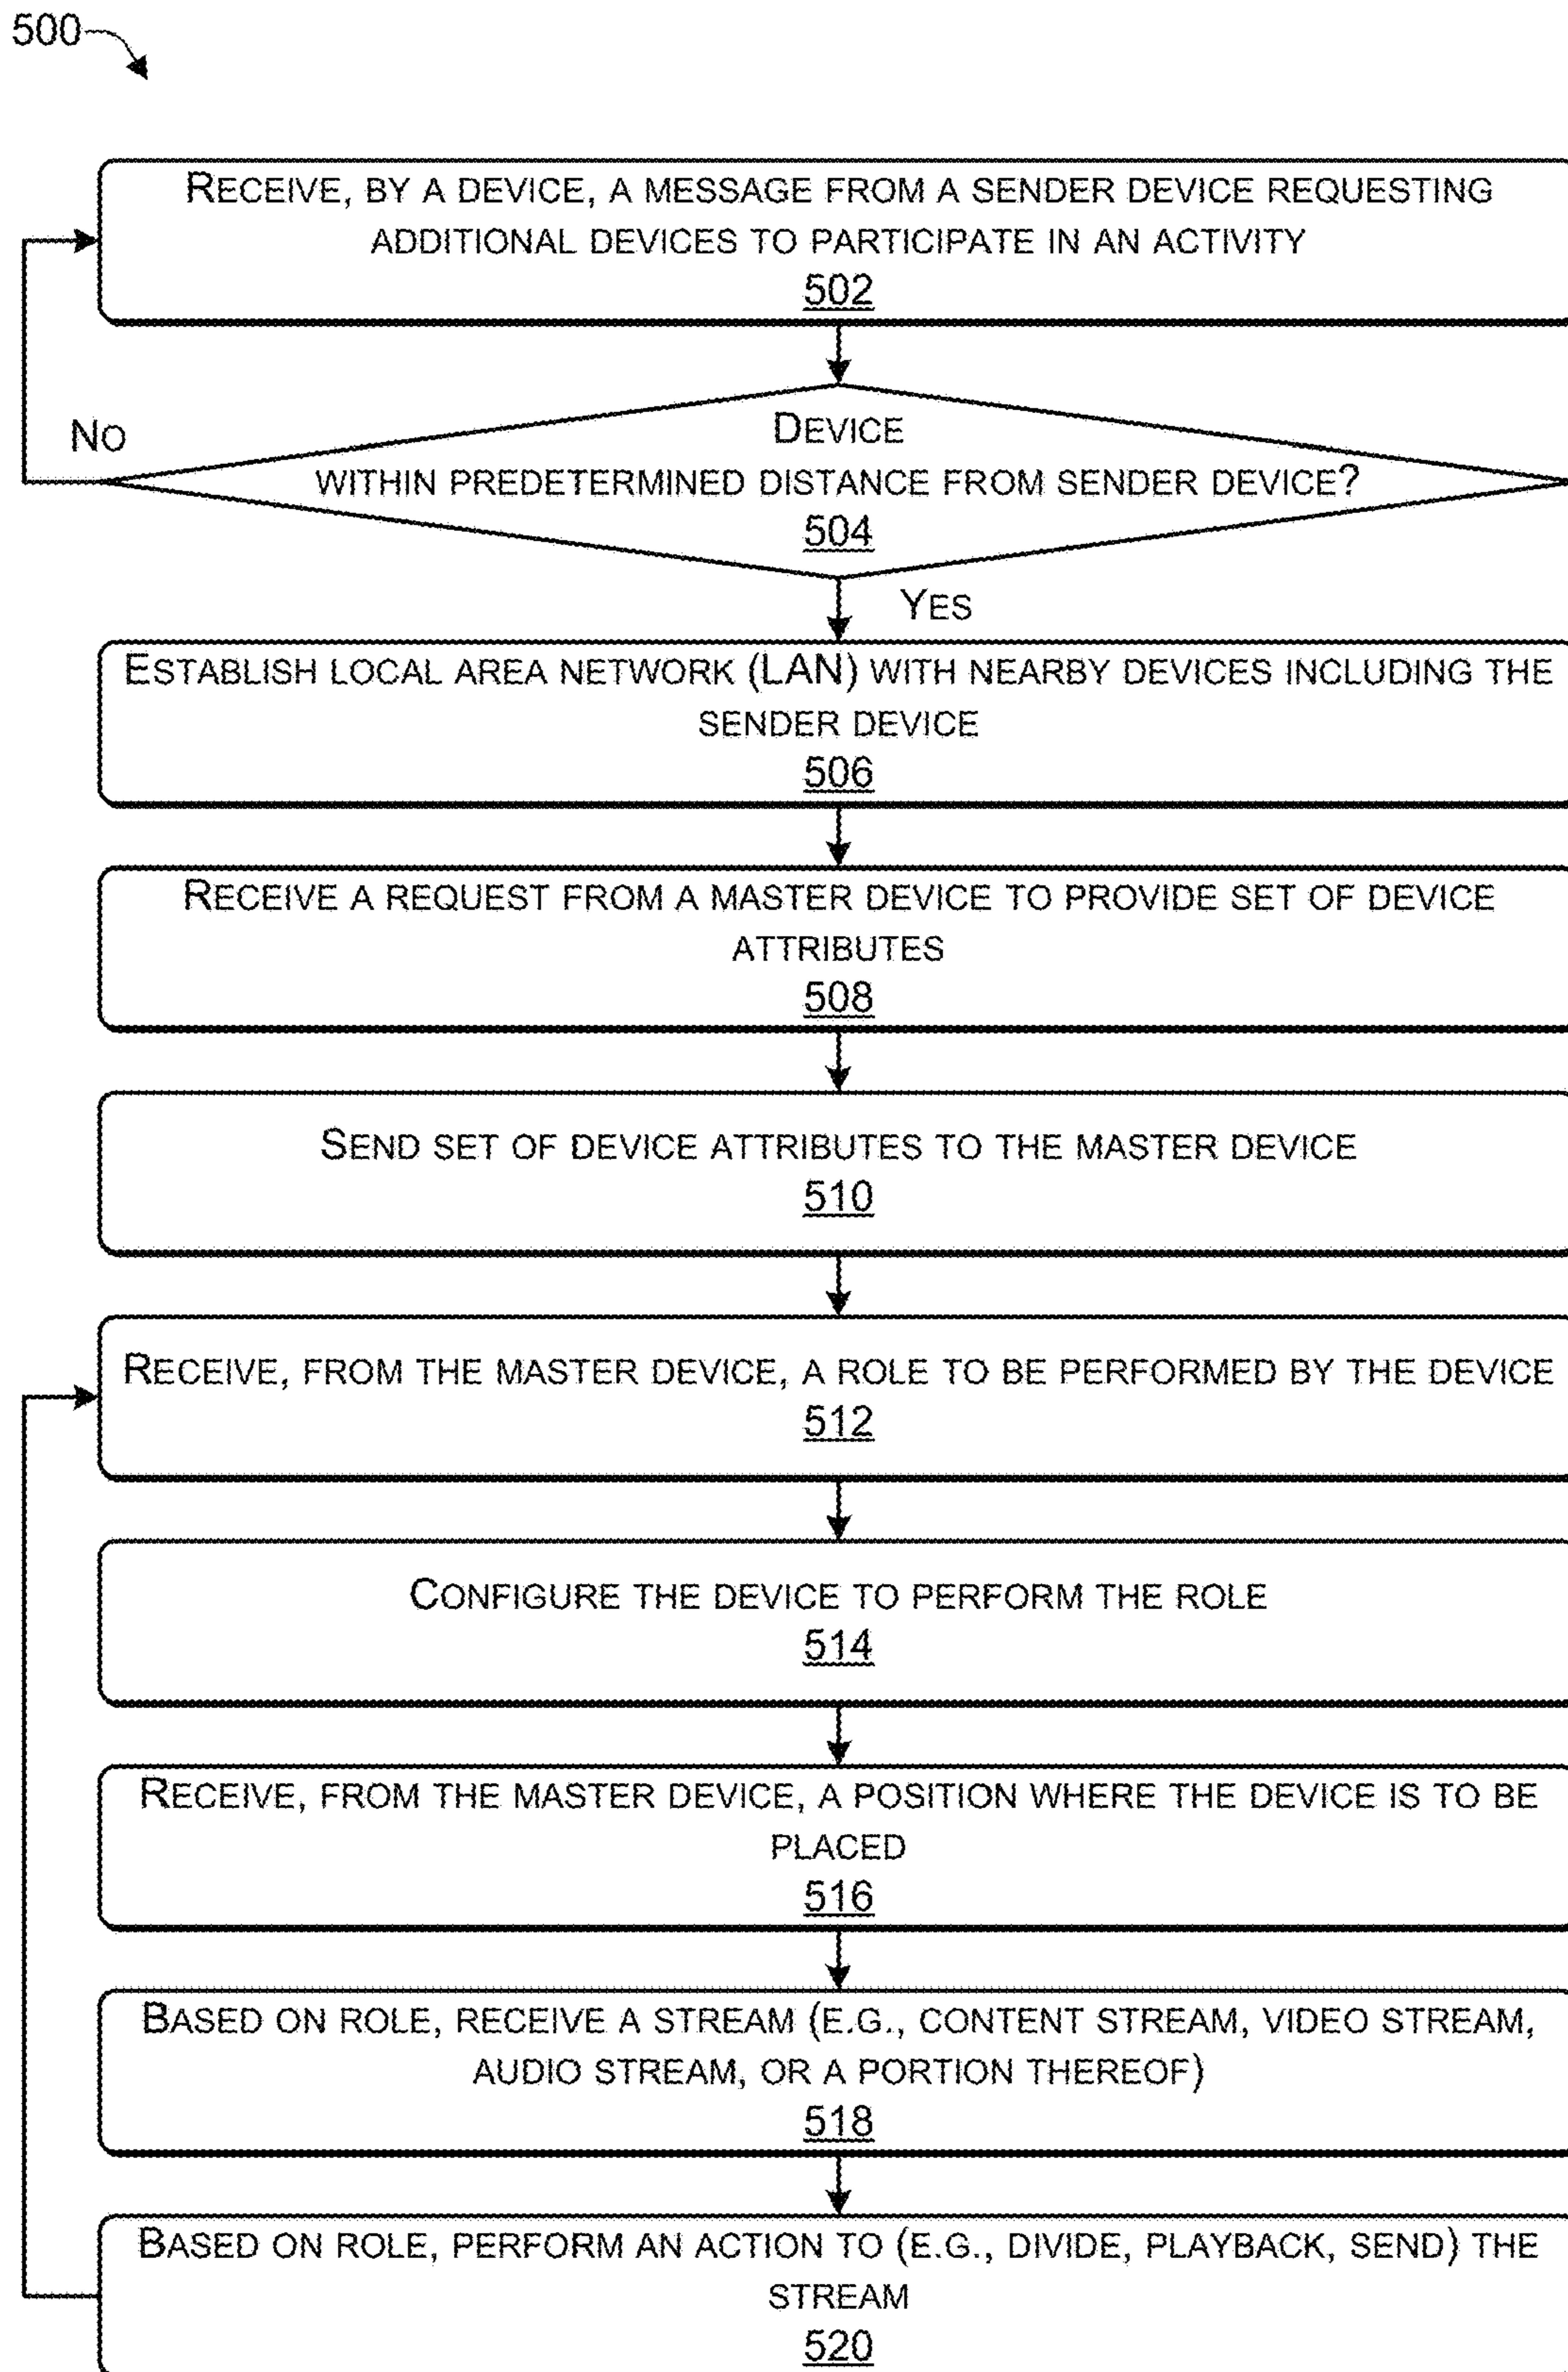 500
RECEIVE, BY A DEVICE, A MESSAGE FROM A SENDER DEVICE REQUESTING
ADDITIONAL DEVICES TO PARTICIPATE IN AN ACTIVITY
502
NO
DEVICE
WITHIN PREDETERMINED DISTANCE FROM SENDER DEVICE?
504
YES
ESTABLISH LOCAL AREA NETWORK (LAN) WITH NEARBY DEVICES INCLUDING THE
SENDER DEVICE
506
RECEIVE A REQUEST FROM A MASTER DEVICE TO PROVIDE SET OF DEVICE
ATTRIBUTES
508
SEND SET OF DEVICE ATTRIBUTES TO THE MASTER DEVICE
510
RECEIVE, FROM THE MASTER DEVICE, A ROLE TO BE PERFORMED BY THE DEVICE
512
CONFIGURE THE DEVICE TO PERFORM THE ROLE
514
RECEIVE, FROM THE MASTER DEVICE, A POSITION WHERE THE DEVICE IS TO BE
PLACED
516
BASED ON ROLE, RECEIVE A STREAM (E.G., CONTENT STREAM, VIDEO STREAM,
AUDIO STREAM, OR A PORTION THEREOF)
518
BASED ON ROLE, PERFORM AN ACTION TO (E.G., DIVIDE, PLAYBACK, SEND) THE
STREAM
520